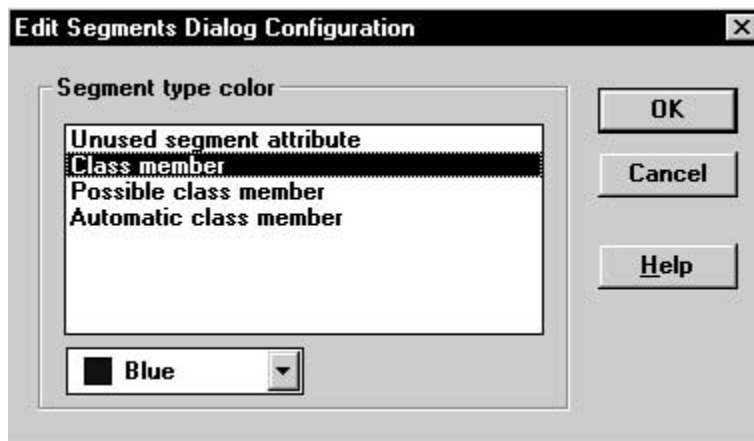 Edit Segments Dialog Configuration
Segment type color
Unused segment attribute
Class member
Possible class member
Automatic class member
Blue
OK
Cancel
Help